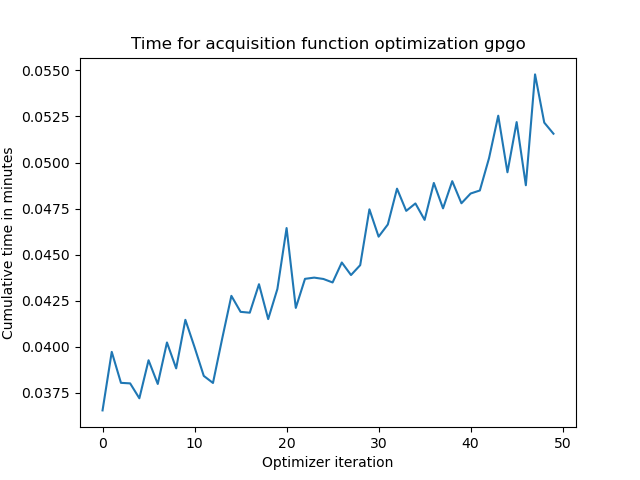 Time for acquisition function optimization gpgo
0.0550
0.0525
0.0500
0.0475
0.0450
0.0425
0.0400
0.0375
Cumulative time in minutes
0 10 20 30 40 50
Optimizer iteration